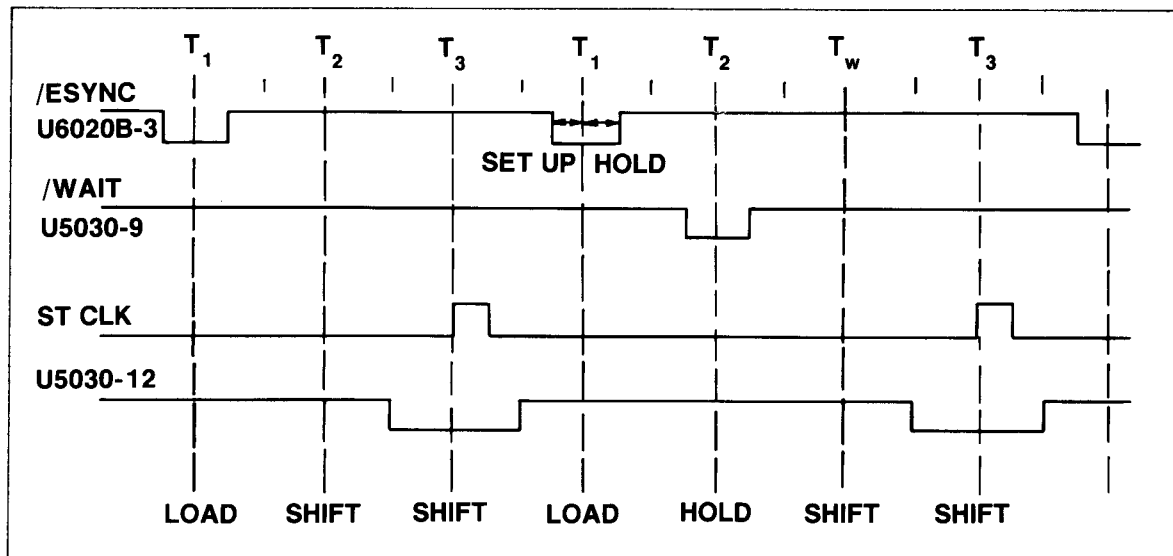 T1 T2 T3 T1 T2 Tw T3
/ESYNC
U6020B-3
SET UP HOLD
/WAIT
U5030-9
ST CLK
U5030-12
LOAD SHIFT SHIFT LOAD HOLD SHIFT SHIFT